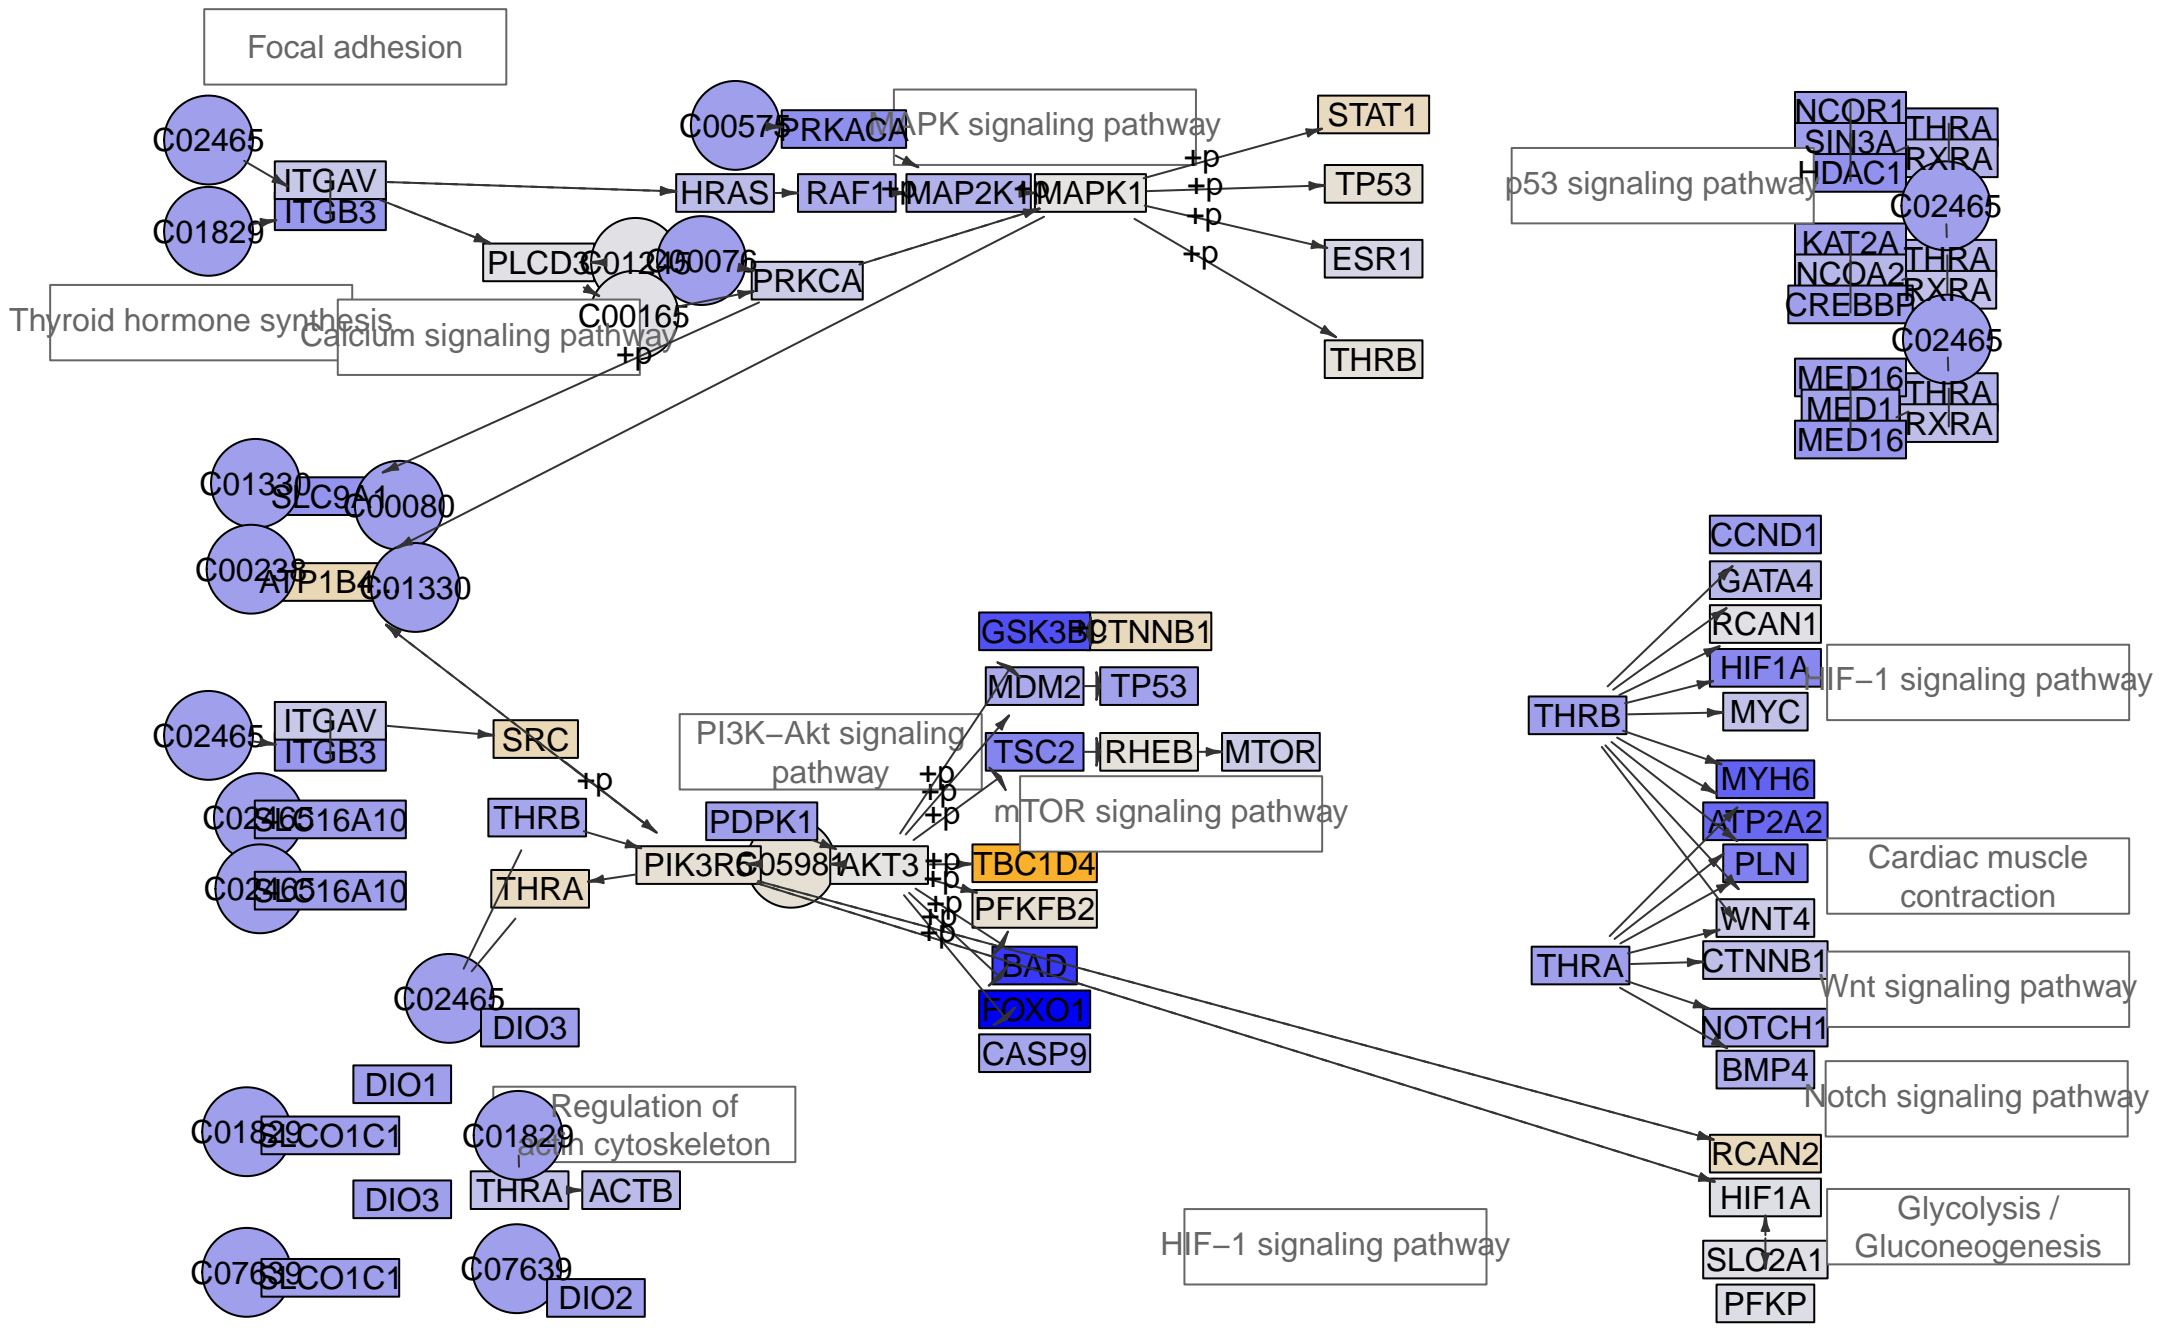 Focal adhesion
C02465
ITGAV
ITGB3
C01829
C00575
PRKACA
MAPK signaling pathway
HRAS
RAF1
+p
MAP2K1
+p
MAPK1
+p
+p
+p
+p
STAT1
TP53
ESR1
THRB
PLCD3
C01245
C00076
C00165
PRKCA
Thyroid hormone synthesis
Calcium signaling pathway
+p
p53 signaling pathway
NCOR1
SIN3A
HDAC1
THRA
RXRA
C02465
KAT2A
NCOA2
CREBBP
THRA
RXRA
C02465
MED16
MED1
MED16
THRA
RXRA
C01330
SLC9A1
C00080
C00238
ATP1B4
C01330
GSK3B
+p
CTNNB1
MDM2
TP53
TSC2
RHEB
MTOR
PI3K−Akt signaling
pathway
mTOR signaling pathway
C02465
ITGAV
ITGB3
SRC
+p
C02465
SLC16A10
C02465
SLC16A10
THRB
THRA
PDPK1
PIK3R6
C05981
AKT3
+p
+p
+p
+p
+p
+p
+p
+p
TBC1D4
PFKFB2
BAD
FOXO1
CASP9
C02465
DIO3
DIO1
C01829
SLCO1C1
DIO3
C07639
SLCO1C1
Regulation of
actin cytoskeleton
C01829
THRA
ACTB
C07639
DIO2
CCND1
GATA4
RCAN1
HIF1A
HIF−1 signaling pathway
MYC
THRB
MYH6
ATP2A2
PLN
Cardiac muscle
contraction
WNT4
THRA
CTNNB1
Wnt signaling pathway
NOTCH1
BMP4
Notch signaling pathway
RCAN2
HIF1A
SLC2A1
PFKP
Glycolysis /
Gluconeogenesis
HIF−1 signaling pathway